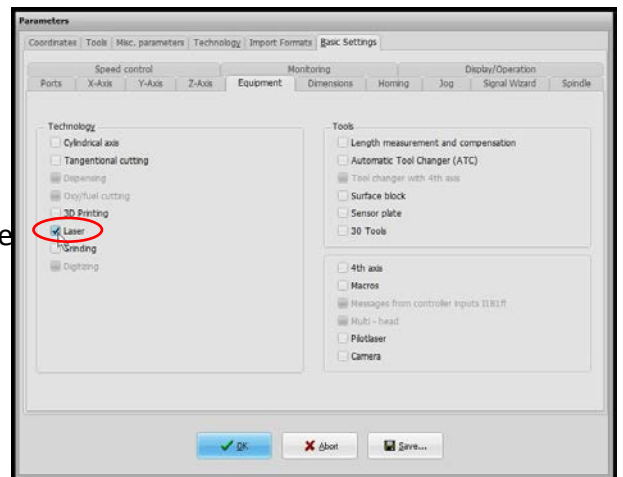 Parameters
Coordinates Tools Misc. parameters Technology Import Formats Basic Settings
Speed control Monitoring Display/Operation
Ports X-Axis Y-Axis Z-Axis Equipment Dimensions Homing Jog Signal Wizard Spindle
Technology
Cylindrical axis
Tangentional cutting
Dispensing
Oxy/fuel cutting
3D Printing
e
Laser
Grinding
Digitizing
Tools
Length measurement and compensation
Automatic Tool Changer (ATC)
Tool changer with 4th axis
Surface block
Sensor plate
30 Tools
4th axis
Macros
Messages from controller inputs I1B1ff
Multi - head
Pilotlaser
Camera
OK Abort Save...